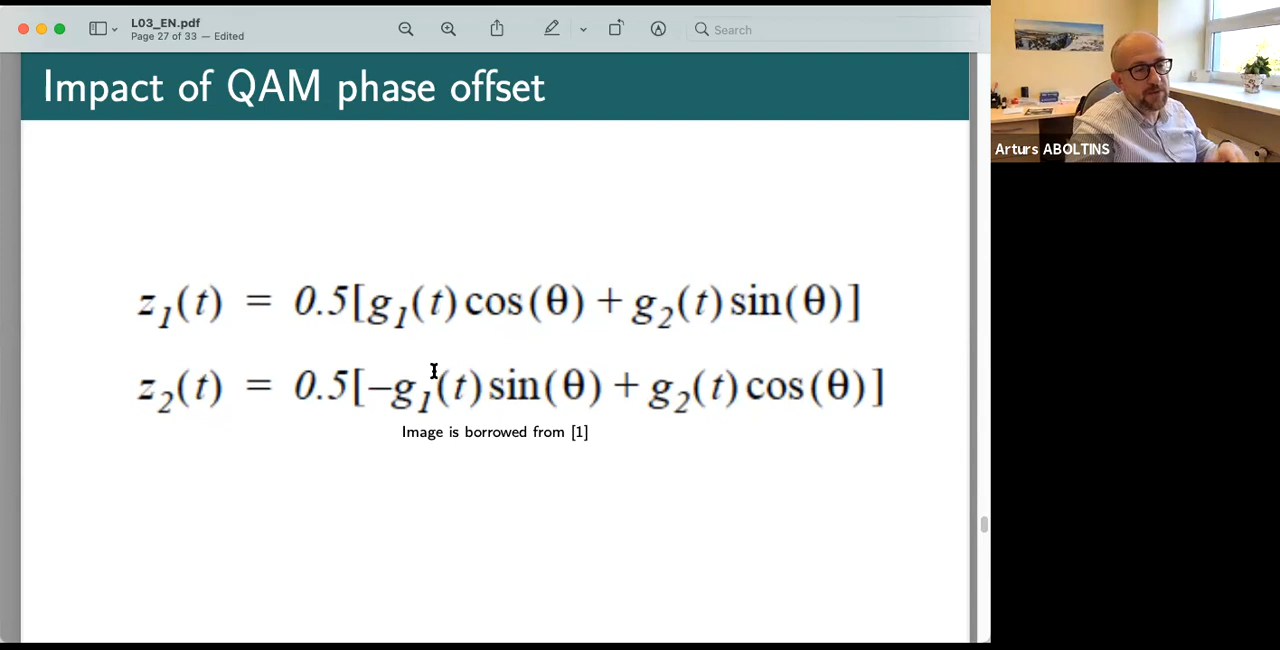 L03_EN.pdf
Page 27 of 33 — Edited
Search
Impact of QAM phase offset
z₁(t) = 0.5[g₁(t)cos(θ) + g₂(t)sin(θ)]
z₂(t) = 0.5[−g₁(t)sin(θ) + g₂(t)cos(θ)]
Image is borrowed from [1]
Arturs ABOLTINS